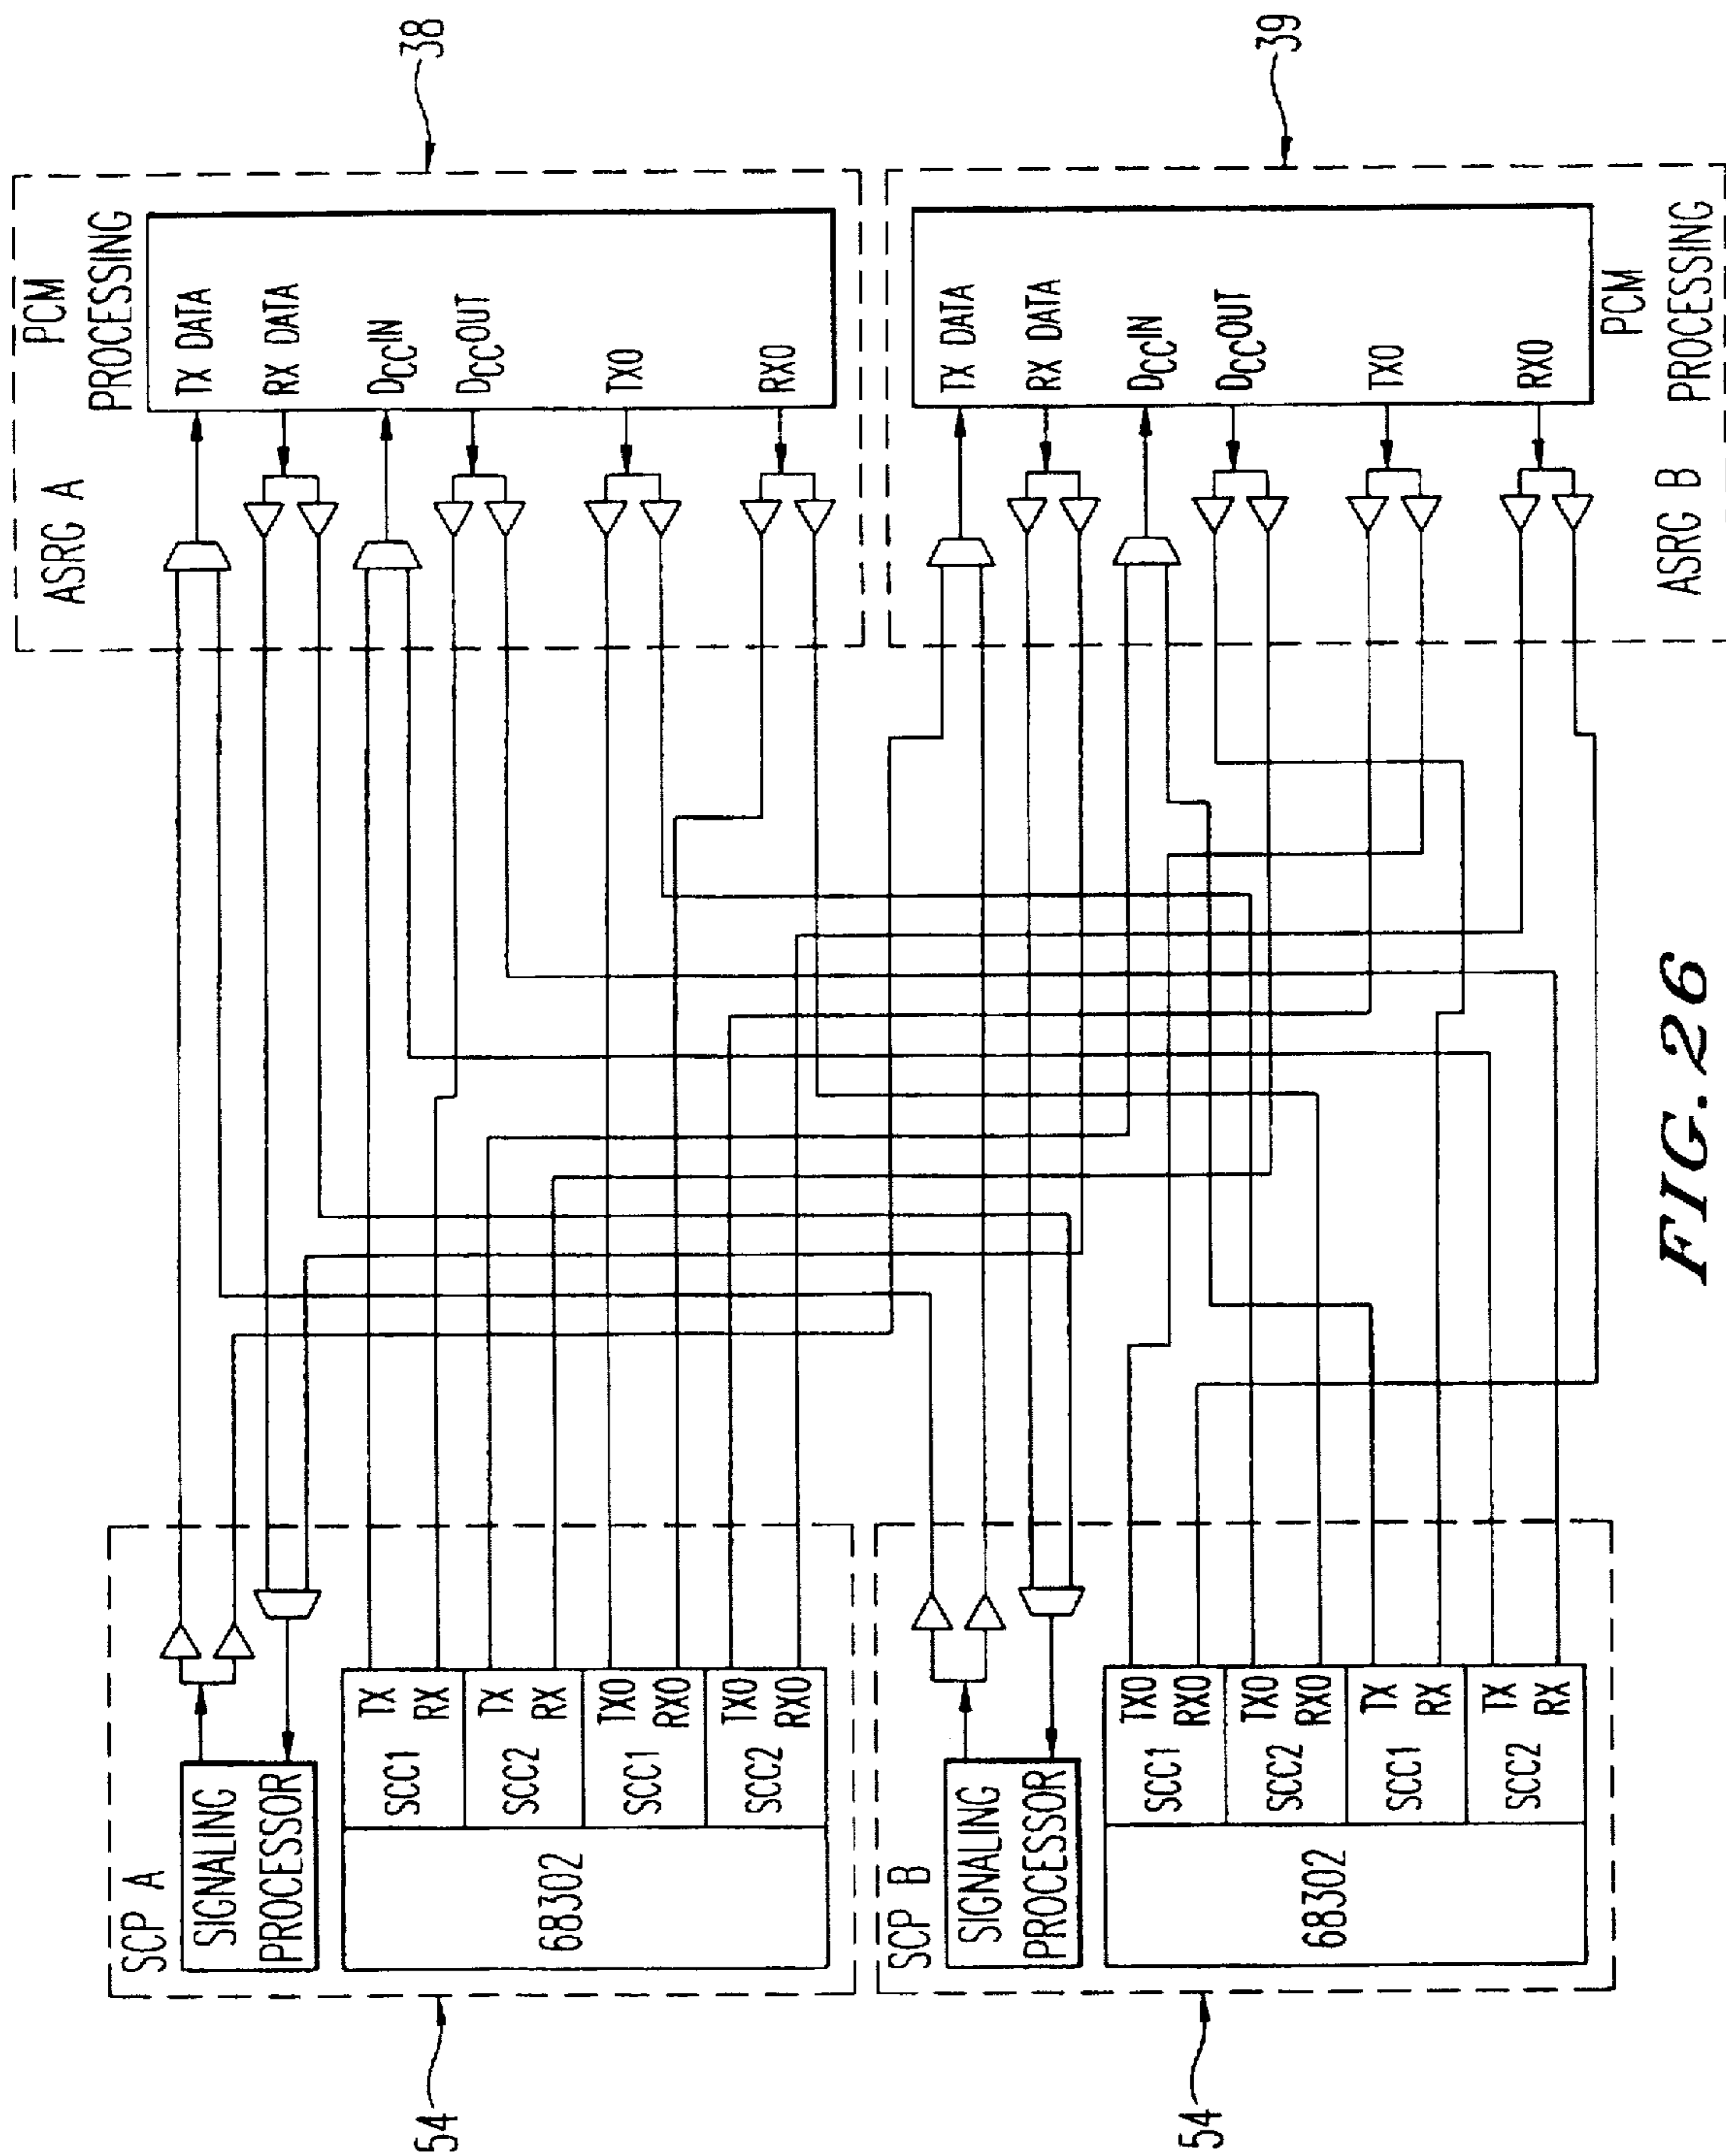 54
54
SCP A
SIGNALING
PROCESSOR
68302
SCC1
TX
RX
SCC2
TX
RX
SCC1
TXO
RXO
SCC2
TXO
RXO
SCP B
SIGNALING
PROCESSOR
68302
SCC1
TXO
RXO
SCC2
TXO
RXO
SCC1
TX
RX
SCC2
TX
RX
ASRG A
PCM
PROCESSING
TX DATA
RX DATA
DCCIN
DCCOUT
TXO
RXO
38
TX DATA
RX DATA
DCCIN
DCCOUT
TXO
RXO
ASRG B
PCM
PROCESSING
39
FIG. 26